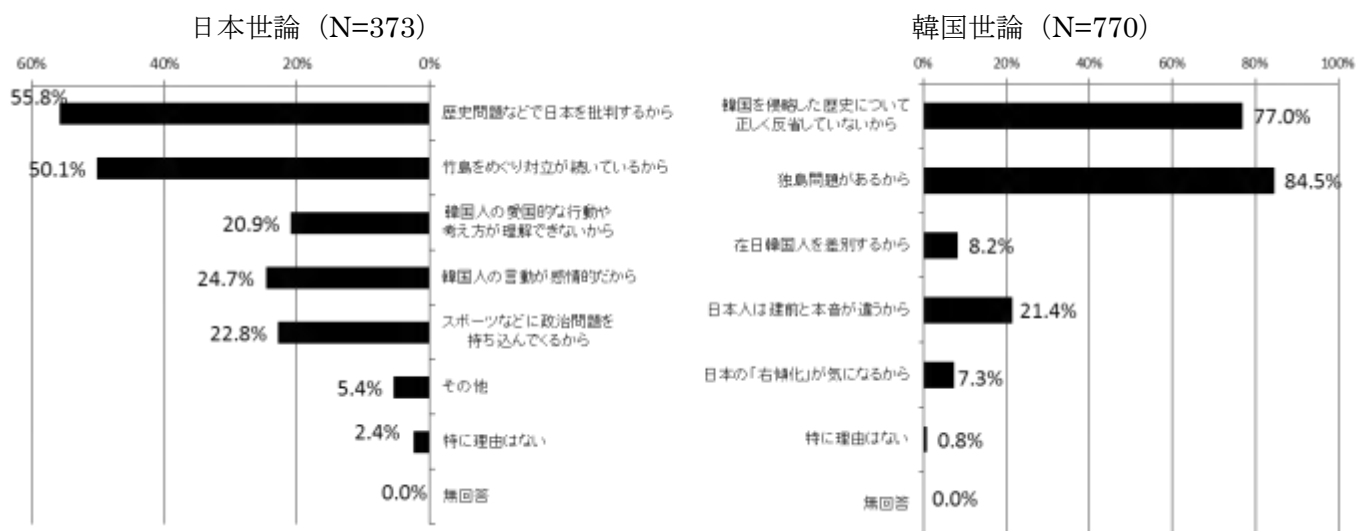 日本世論（N=373）
60%
40%
20%
0%
55.8%
歴史問題などで日本を批判するから
50.1%
竹島をめぐり対立が続いているから
20.9%
韓国人の愛国的な行動や
考え方が理解できないから
24.7%
韓国人の言動が感情的だから
22.8%
スポーツなどに政治問題を
持ち込んでくるから
5.4%
その他
2.4%
特に理由はない
0.0%
無回答
韓国世論（N=770）
0%
20%
40%
60%
80%
100%
韓国を侵略した歴史について
正しく反省していないから
77.0%
独島問題があるから
84.5%
在日韓国人を差別するから
8.2%
日本人は建前と本音が違うから
21.4%
日本の「右傾化」が気になるから
7.3%
特に理由はない
0.8%
無回答
0.0%